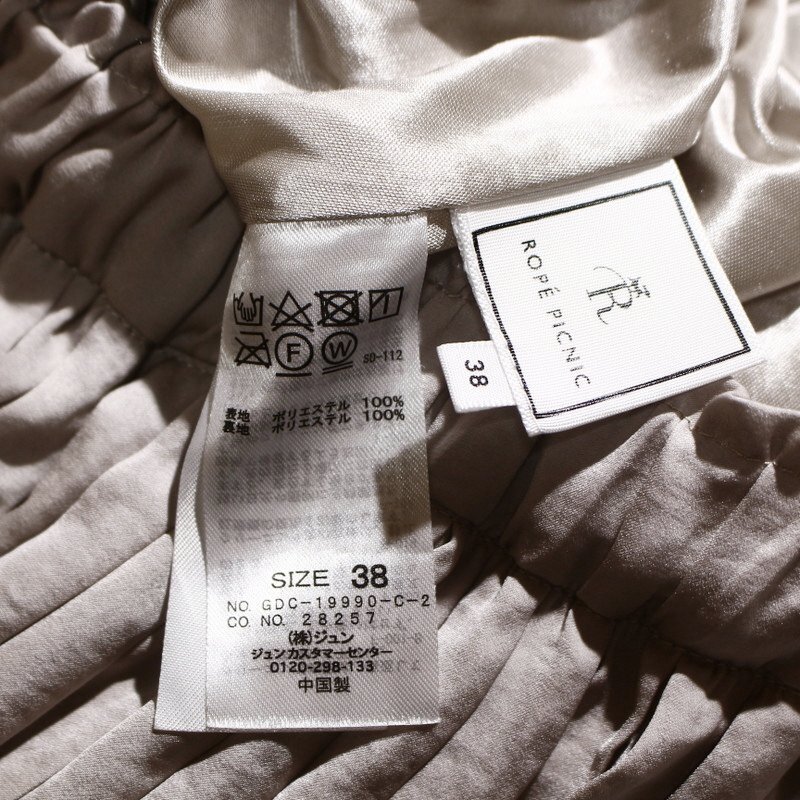 F W SD-112
表地 ポリエステル 100%
裏地 ポリエステル 100%
SIZE 38
NO. GDC-19990-C-2
CO. NO. 28257
(株)ジュン
ジュンカスタマーセンター
0120-298-133
中国製
R
ROPÉ PICNIC
38